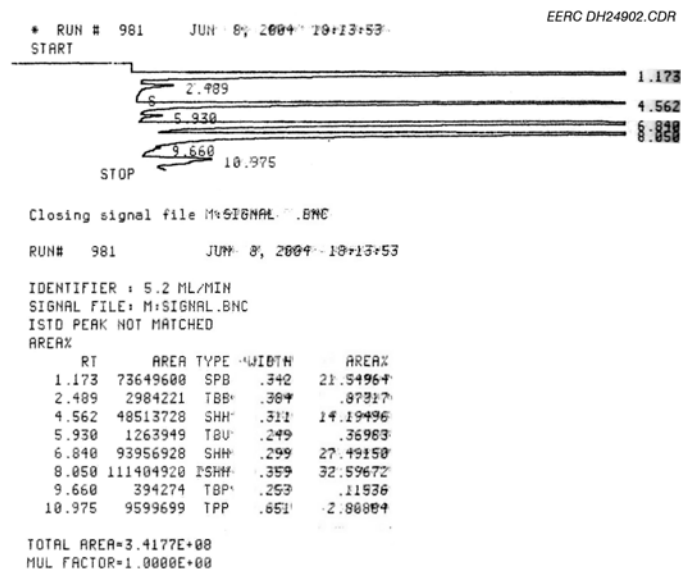 EERC DH24902.CDR
* RUN # 981 JUN 8, 2004 18:13:53
START
1.173
2.489
S
4.562
5.930
6.840
8.050
9.660
10.975
STOP
Closing signal file M:SIGNAL .BNC
RUN# 981 JUN 8, 2004 18:13:53
IDENTIFIER : 5.2 ML/MIN
SIGNAL FILE: M:SIGNAL.BNC
ISTD PEAK NOT MATCHED
AREA%
RT AREA TYPE WIDTH AREA%
1.173 73649600 SPB .342 21.54964
2.489 2984221 TBB .384 .87317
4.562 48513728 SHH .311 14.19496
5.930 1263949 TBV .249 .36983
6.840 93956928 SHH .299 27.49150
8.050 111404920 ISHH .359 32.59672
9.660 394274 TBP .253 .11536
10.975 9599699 TPP .651 2.80884
TOTAL AREA=3.4177E+08
MUL FACTOR=1.0000E+00